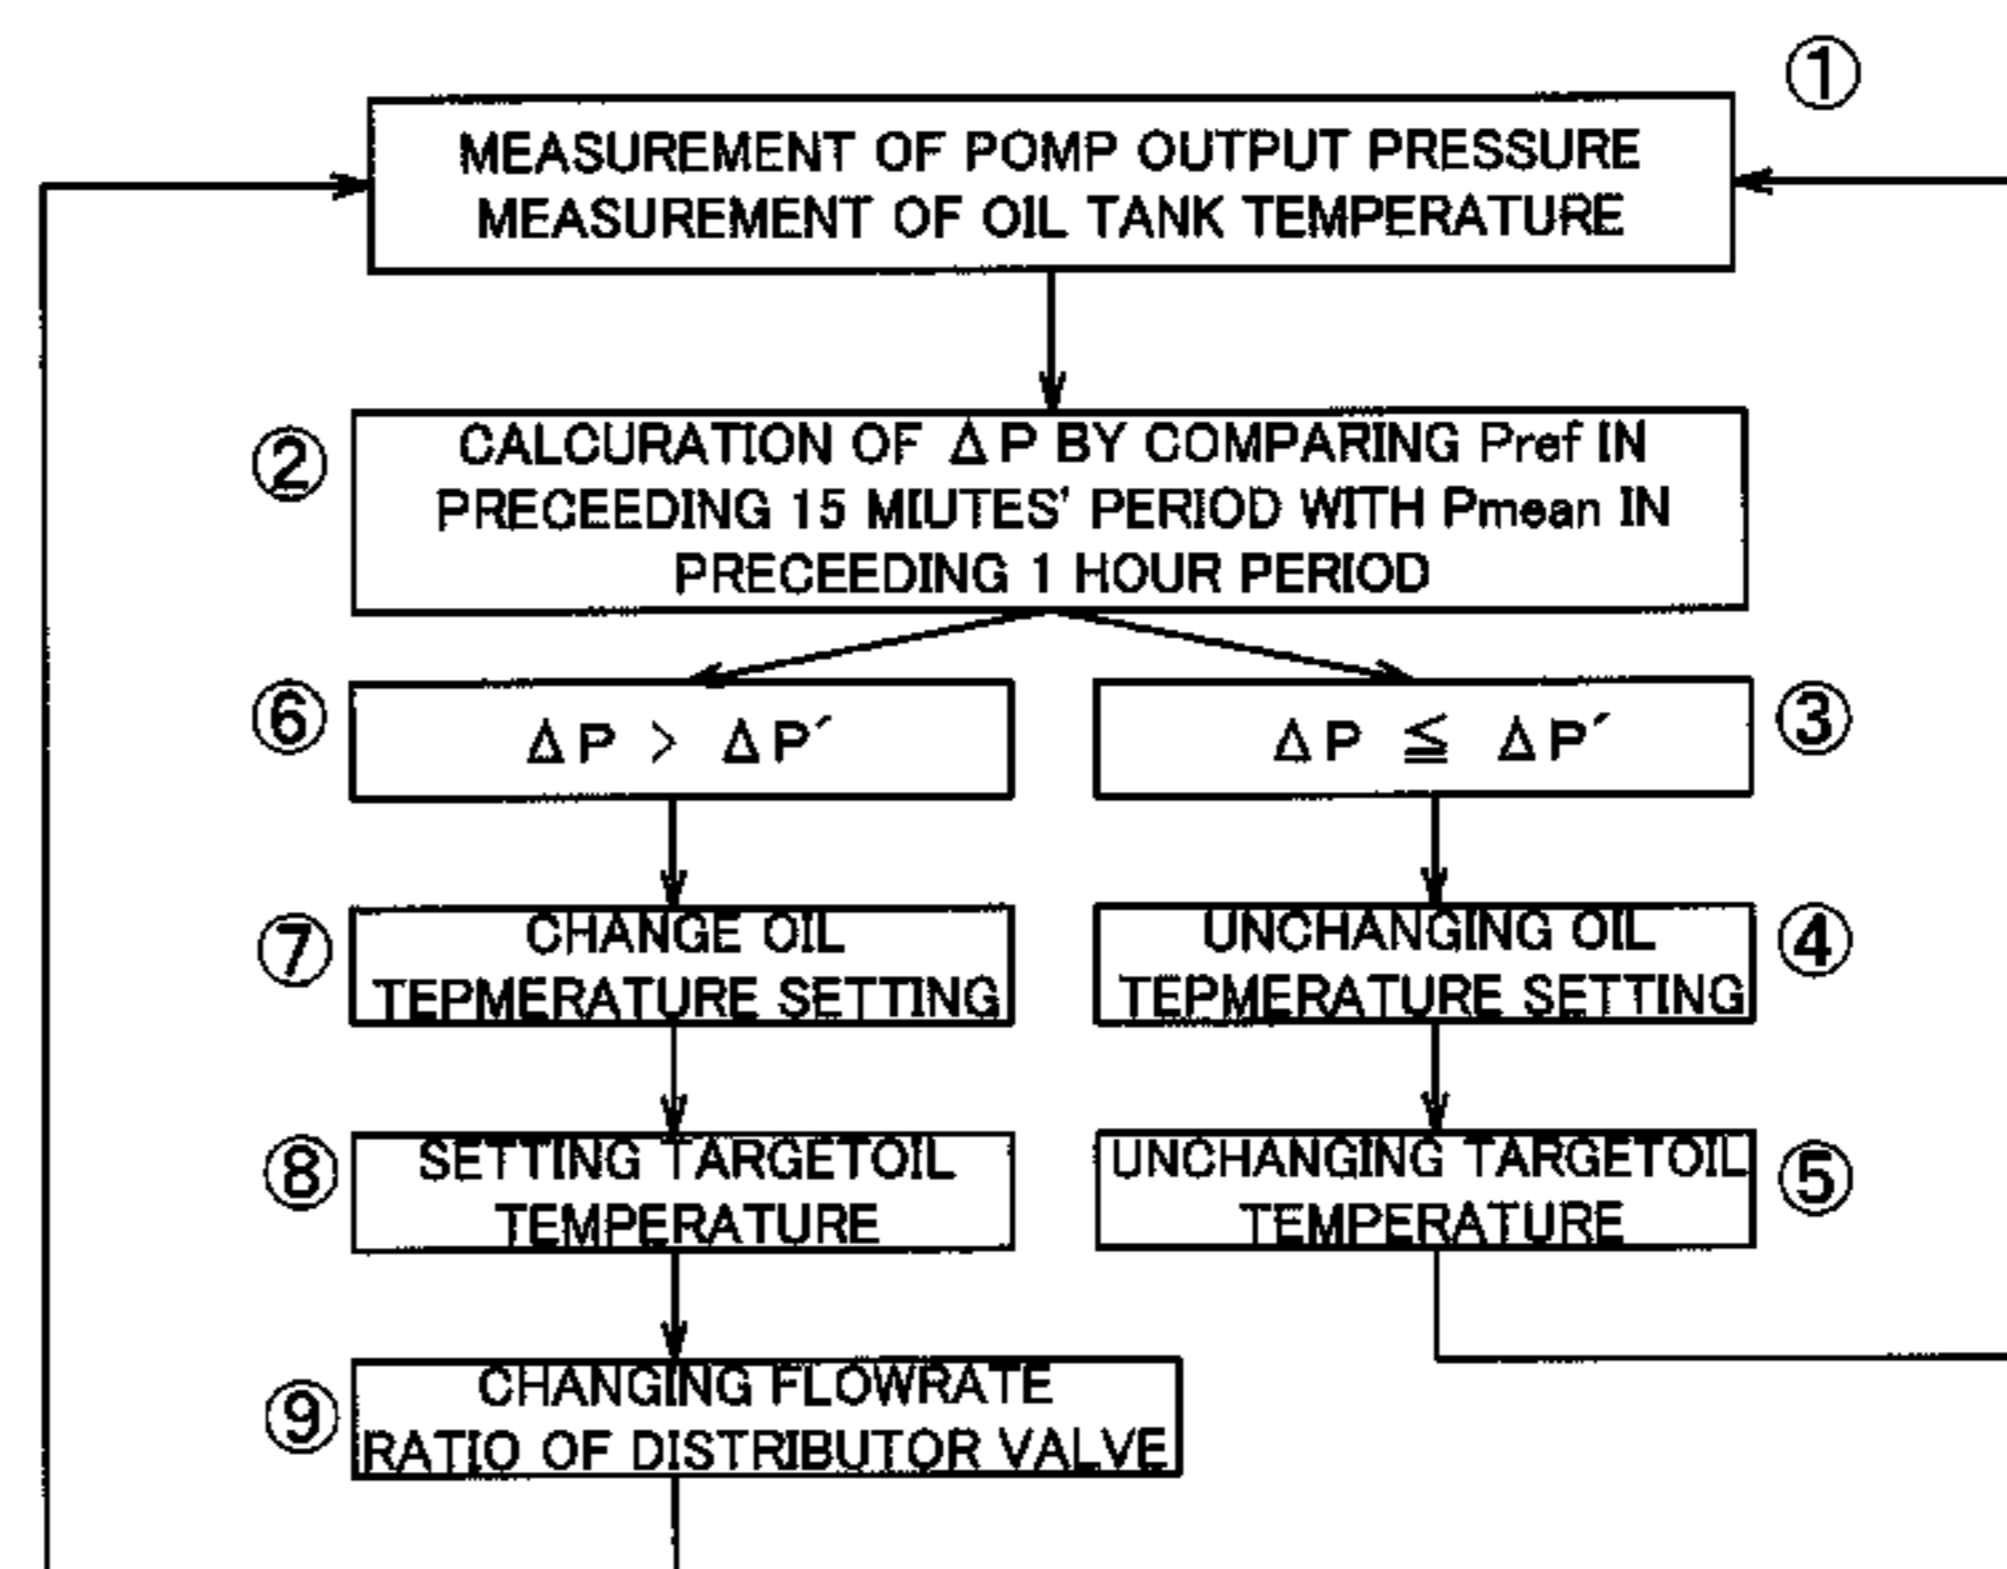 ①
MEASUREMENT OF POMP OUTPUT PRESSURE
MEASUREMENT OF OIL TANK TEMPERATURE
②
CALCURATION OF ΔP BY COMPARING Pref IN
PRECEEDING 15 MIUTES' PERIOD WITH Pmean IN
PRECEEDING 1 HOUR PERIOD
⑥
ΔP > ΔP´
ΔP ≦ ΔP´
③
⑦
CHANGE OIL
TEPMERATURE SETTING
UNCHANGING OIL
TEPMERATURE SETTING
④
⑧
SETTING TARGETOIL
TEMPERATURE
UNCHANGING TARGETOIL
TEMPERATURE
⑤
⑨
CHANGING FLOWRATE
RATIO OF DISTRIBUTOR VALVE